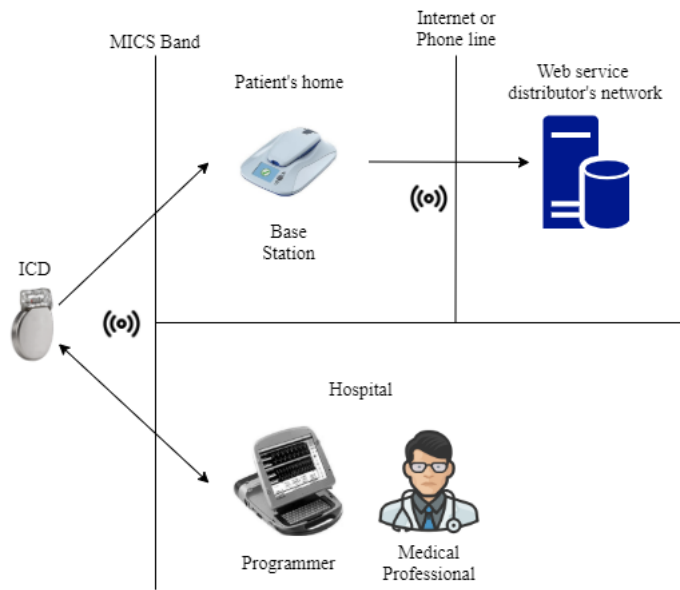 MICS Band
Internet or
Phone line
Patient's home
Web service
distributor's network
Base
Station
ICD
Hospital
Programmer
Medical
Professional